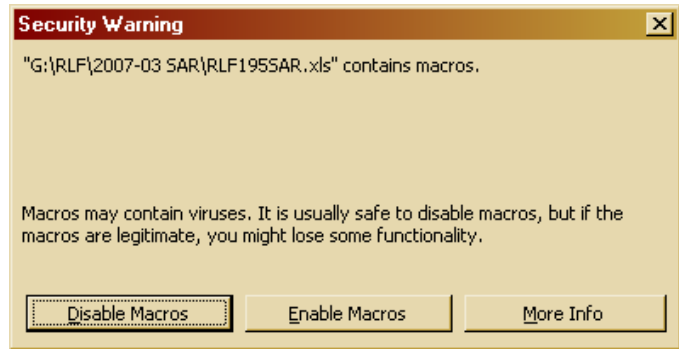 Security Warning
"G:\RLF\2007-03 SAR\RLF195SAR.xls" contains macros.
Macros may contain viruses. It is usually safe to disable macros, but if the
macros are legitimate, you might lose some functionality.
Disable Macros Enable Macros More Info